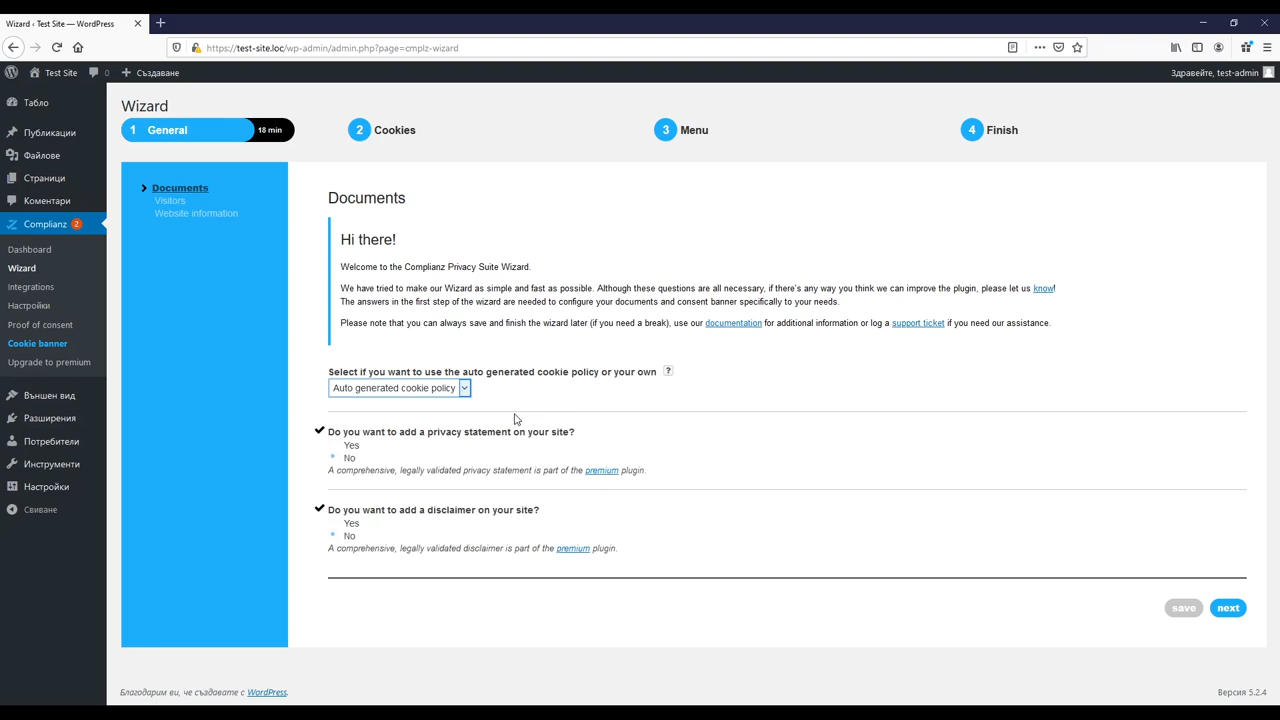 Wizard ‹ Test Site — WordPress
https://test-site.loc/wp-admin/admin.php?page=cmplz-wizard
Test Site
0
Създаване
Здравейте, test-admin
Табло
Публикации
Файлове
Страници
Коментари
Complianz 2
Dashboard
Wizard
Integrations
Настройки
Proof of consent
Cookie banner
Upgrade to premium
Външен вид
Разширения
Потребители
Инструменти
Настройки
Свиване
Wizard
1 General 18 min
2 Cookies
3 Menu
4 Finish
Documents
Visitors
Website information
Documents
Hi there!
Welcome to the Complianz Privacy Suite Wizard.
We have tried to make our Wizard as simple and fast as possible. Although these questions are all necessary, if there's any way you think we can improve the plugin, please let us know!
The answers in the first step of the wizard are needed to configure your documents and consent banner specifically to your needs.
Please note that you can always save and finish the wizard later (if you need a break), use our documentation for additional information or log a support ticket if you need our assistance.
Select if you want to use the auto generated cookie policy or your own ?
Auto generated cookie policy
Do you want to add a privacy statement on your site?
Yes
No
A comprehensive, legally validated privacy statement is part of the premium plugin.
Do you want to add a disclaimer on your site?
Yes
No
A comprehensive, legally validated disclaimer is part of the premium plugin.
save
next
Благодарим ви, че създавате с WordPress.
Версия 5.2.4